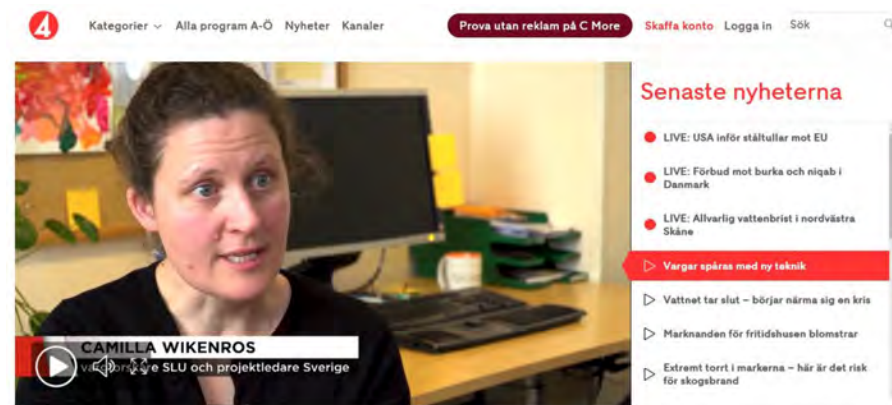 4
Kategorier Alla program A-Ö Nyheter Kanaler Prova utan reklam på C More Skaffa konto Logga in Sök
Senaste nyheterna
LIVE: USA inför ståltullar mot EU
LIVE: Förbud mot burka och niqab i
Danmark
LIVE: Allvarlig vattenbrist i nordvästra
Skåne
Vargar spåras med ny teknik
Vattnet tar slut – börjar närma sig en kris
Marknanden för fritidshusen blomstrar
Extremt torrt i markerna – här är det risk
för skogsbrand
CAMILLA WIKENROS
SLU och projektledare Sverige